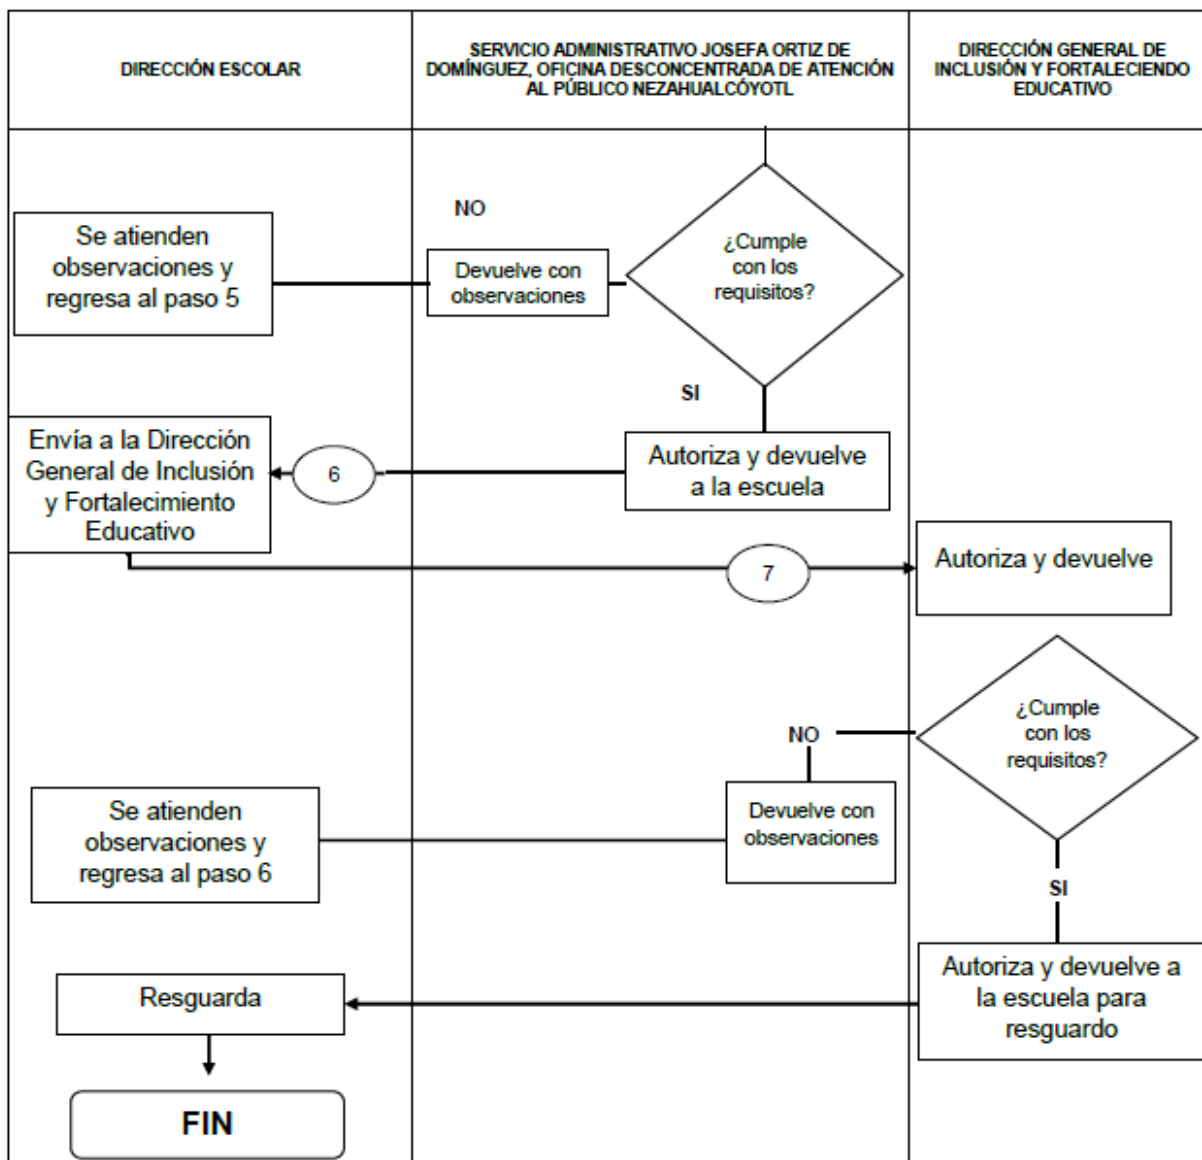 DIRECCIÓN ESCOLAR
SERVICIO ADMINISTRATIVO JOSEFA ORTIZ DE
DOMÍNGUEZ, OFICINA DESCONCENTRADA DE ATENCIÓN
AL PÚBLICO NEZAHUALCÓYOTL
DIRECCIÓN GENERAL DE
INCLUSIÓN Y FORTALECIENDO
EDUCATIVO
NO
¿Cumple
con los
requisitos?
Devuelve con
observaciones
Se atienden
observaciones y
regresa al paso 5
SI
Autoriza y devuelve
a la escuela
6
Envía a la Dirección
General de Inclusión
y Fortalecimiento
Educativo
7
Autoriza y devuelve
¿Cumple
con los
requisitos?
NO
Devuelve con
observaciones
Se atienden
observaciones y
regresa al paso 6
SI
Autoriza y devuelve a
la escuela para
resguardo
Resguarda
FIN